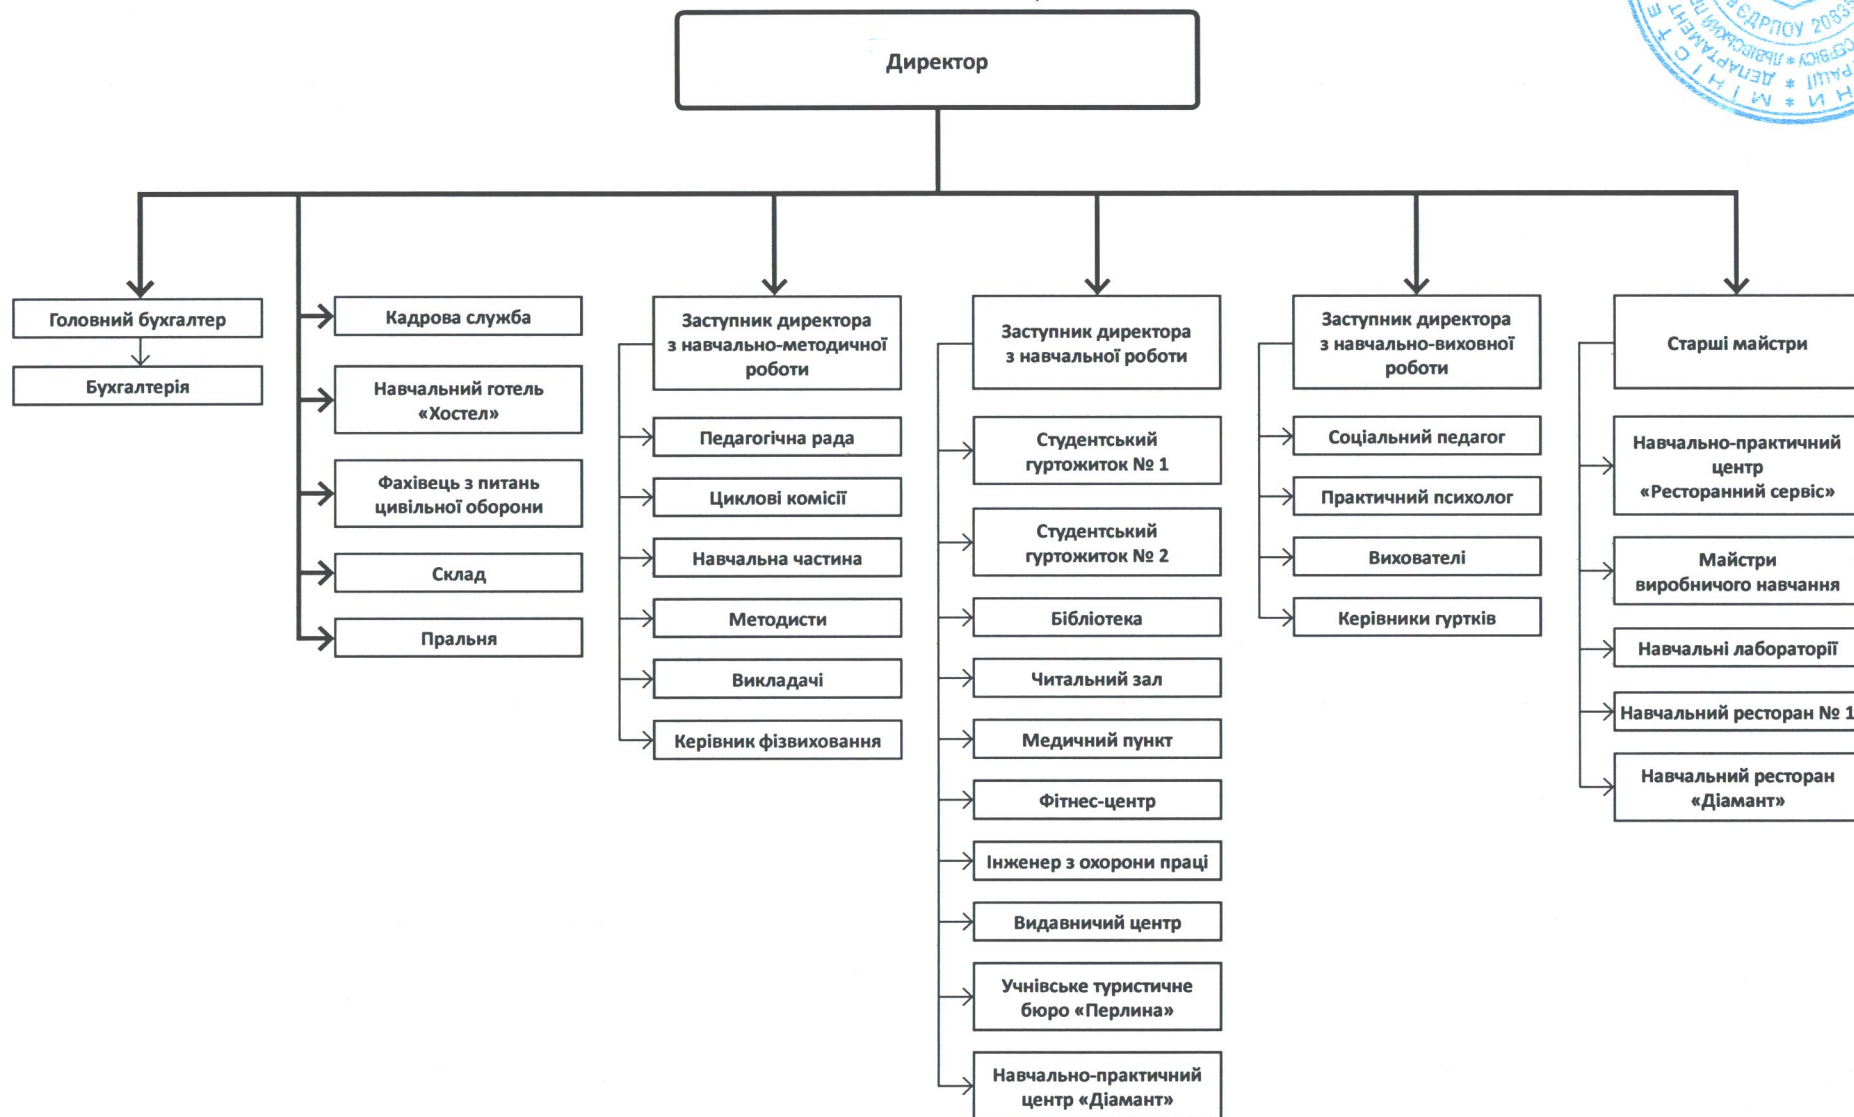 Директор
Головний бухгалтер
Бухгалтерія
Кадрова служба
Навчальний готель
«Хостел»
Фахівець з питань
цивільної оборони
Склад
Пральня
Заступник директора
з навчально-методичної
роботи
Педагогічна рада
Циклові комісії
Навчальна частина
Методисти
Викладачі
Керівник фізвиховання
Заступник директора
з навчальної роботи
Студентський
гуртожиток № 1
Студентський
гуртожиток № 2
Бібліотека
Читальний зал
Медичний пункт
Фітнес-центр
Інженер з охорони праці
Видавничий центр
Учнівське туристичне
бюро «Перлина»
Навчально-практичний
центр «Діамант»
Заступник директора
з навчально-виховної
роботи
Соціальний педагог
Практичний психолог
Вихователі
Керівники гуртків
Старші майстри
Навчально-практичний
центр
«Ресторанний сервіс»
Майстри
виробничого навчання
Навчальні лабораторії
Навчальний ресторан № 1
Навчальний ресторан
«Діамант»
ЄДРПОУ
СЕРВІСУ * ЛЬВІВСЬКИЙ
ДЕПАРТАМЕНТ